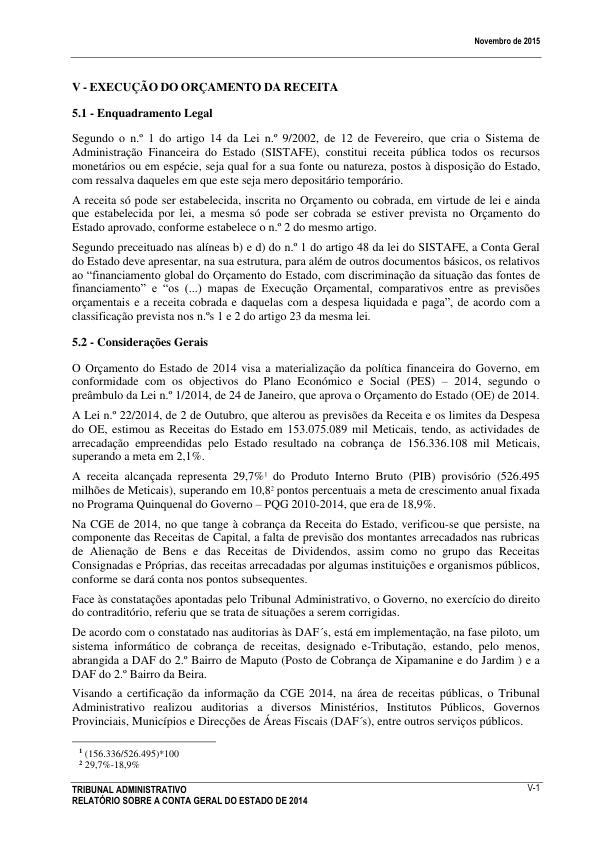 Novembro de 2015
V - EXECUÇÃO DO ORÇAMENTO DA RECEITA
5.1 - Enquadramento Legal
Segundo o n.º 1 do artigo 14 da Lei n.º 9/2002, de 12 de Fevereiro, que cria o Sistema de
Administração Financeira do Estado (SISTAFE), constitui receita pública todos os recursos
monetários ou em espécie, seja qual for a sua fonte ou natureza, postos à disposição do Estado,
com ressalva daqueles em que este seja mero depositário temporário.
A receita só pode ser estabelecida, inscrita no Orçamento ou cobrada, em virtude de lei e ainda
que estabelecida por lei, a mesma só pode ser cobrada se estiver prevista no Orçamento do
Estado aprovado, conforme estabelece o n.º 2 do mesmo artigo.
Segundo preceituado nas alíneas b) e d) do n.º 1 do artigo 48 da lei do SISTAFE, a Conta Geral
do Estado deve apresentar, na sua estrutura, para além de outros documentos básicos, os relativos
ao “financiamento global do Orçamento do Estado, com discriminação da situação das fontes de
financiamento” e “os (...) mapas de Execução Orçamental, comparativos entre as previsões
orçamentais e a receita cobrada e daquelas com a despesa liquidada e paga”, de acordo com a
classificação prevista nos n.ºs 1 e 2 do artigo 23 da mesma lei.
5.2 - Considerações Gerais
O Orçamento do Estado de 2014 visa a materialização da política financeira do Governo, em
conformidade com os objectivos do Plano Económico e Social (PES) – 2014, segundo o
preâmbulo da Lei n.º 1/2014, de 24 de Janeiro, que aprova o Orçamento do Estado (OE) de 2014.
A Lei n.º 22/2014, de 2 de Outubro, que alterou as previsões da Receita e os limites da Despesa
do OE, estimou as Receitas do Estado em 153.075.089 mil Meticais, tendo, as actividades de
arrecadação empreendidas pelo Estado resultado na cobrança de 156.336.108 mil Meticais,
superando a meta em 2,1%.
A receita alcançada representa 29,7%¹ do Produto Interno Bruto (PIB) provisório (526.495
milhões de Meticais), superando em 10,8² pontos percentuais a meta de crescimento anual fixada
no Programa Quinquenal do Governo – PQG 2010-2014, que era de 18,9%.
Na CGE de 2014, no que tange à cobrança da Receita do Estado, verificou-se que persiste, na
componente das Receitas de Capital, a falta de previsão dos montantes arrecadados nas rubricas
de Alienação de Bens e das Receitas de Dividendos, assim como no grupo das Receitas
Consignadas e Próprias, das receitas arrecadadas por algumas instituições e organismos públicos,
conforme se dará conta nos pontos subsequentes.
Face às constatações apontadas pelo Tribunal Administrativo, o Governo, no exercício do direito
do contraditório, referiu que se trata de situações a serem corrigidas.
De acordo com o constatado nas auditorias às DAF´s, está em implementação, na fase piloto, um
sistema informático de cobrança de receitas, designado e-Tributação, estando, pelo menos,
abrangida a DAF do 2.º Bairro de Maputo (Posto de Cobrança de Xipamanine e do Jardim ) e a
DAF do 2.º Bairro da Beira.
Visando a certificação da informação da CGE 2014, na área de receitas públicas, o Tribunal
Administrativo realizou auditorias a diversos Ministérios, Institutos Públicos, Governos
Provinciais, Municípios e Direcções de Áreas Fiscais (DAF´s), entre outros serviços públicos.
¹ (156.336/526.495)*100
² 29,7%-18,9%
TRIBUNAL ADMINISTRATIVO
V-1
RELATÓRIO SOBRE A CONTA GERAL DO ESTADO DE 2014